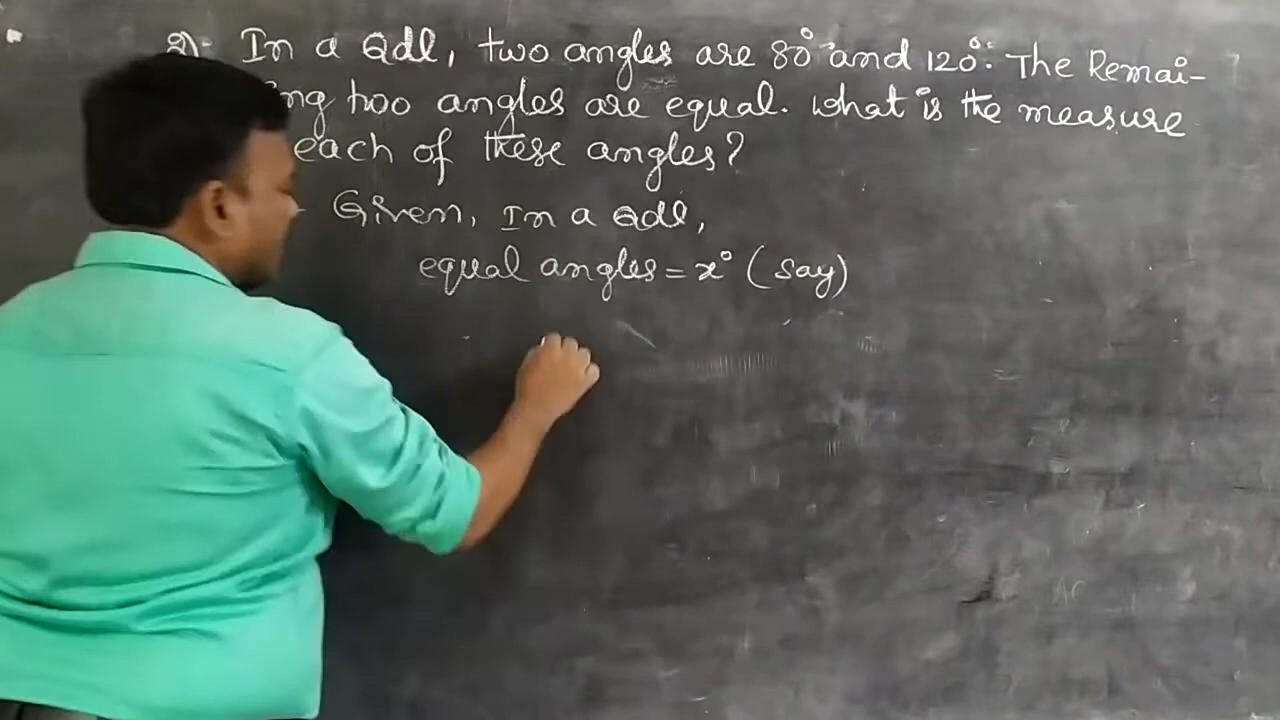 In a Qdl, two angles are 80° and 120°. The Remai-
ing two angles are equal. what is the measure
each of these angles?
Given, In a Qdl,
equal angles = x° (say)